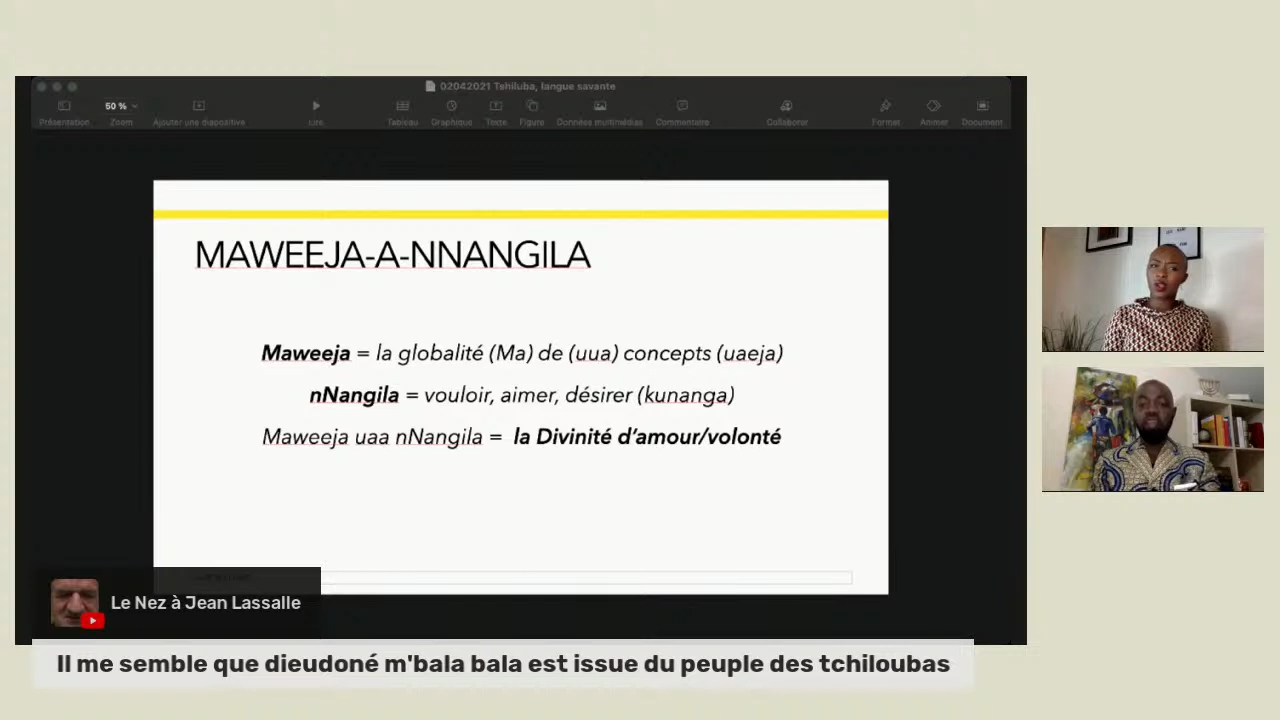 02042021 Tshiluba, langue savante
50 %
Présentation Zoom Ajouter une diapositive Lire Tableau Graphique Texte Figure Données multimédias Commentaire Collaborer Format Animer Document
MAWEEJA-A-NNANGILA
Maweeja = la globalité (Ma) de (uua) concepts (uaeja)
nNangila = vouloir, aimer, désirer (kunanga)
Maweeja uaa nNangila = la Divinité d’amour/volonté
Le Nez à Jean Lassalle
Il me semble que dieudoné m'bala bala est issue du peuple des tchiloubas